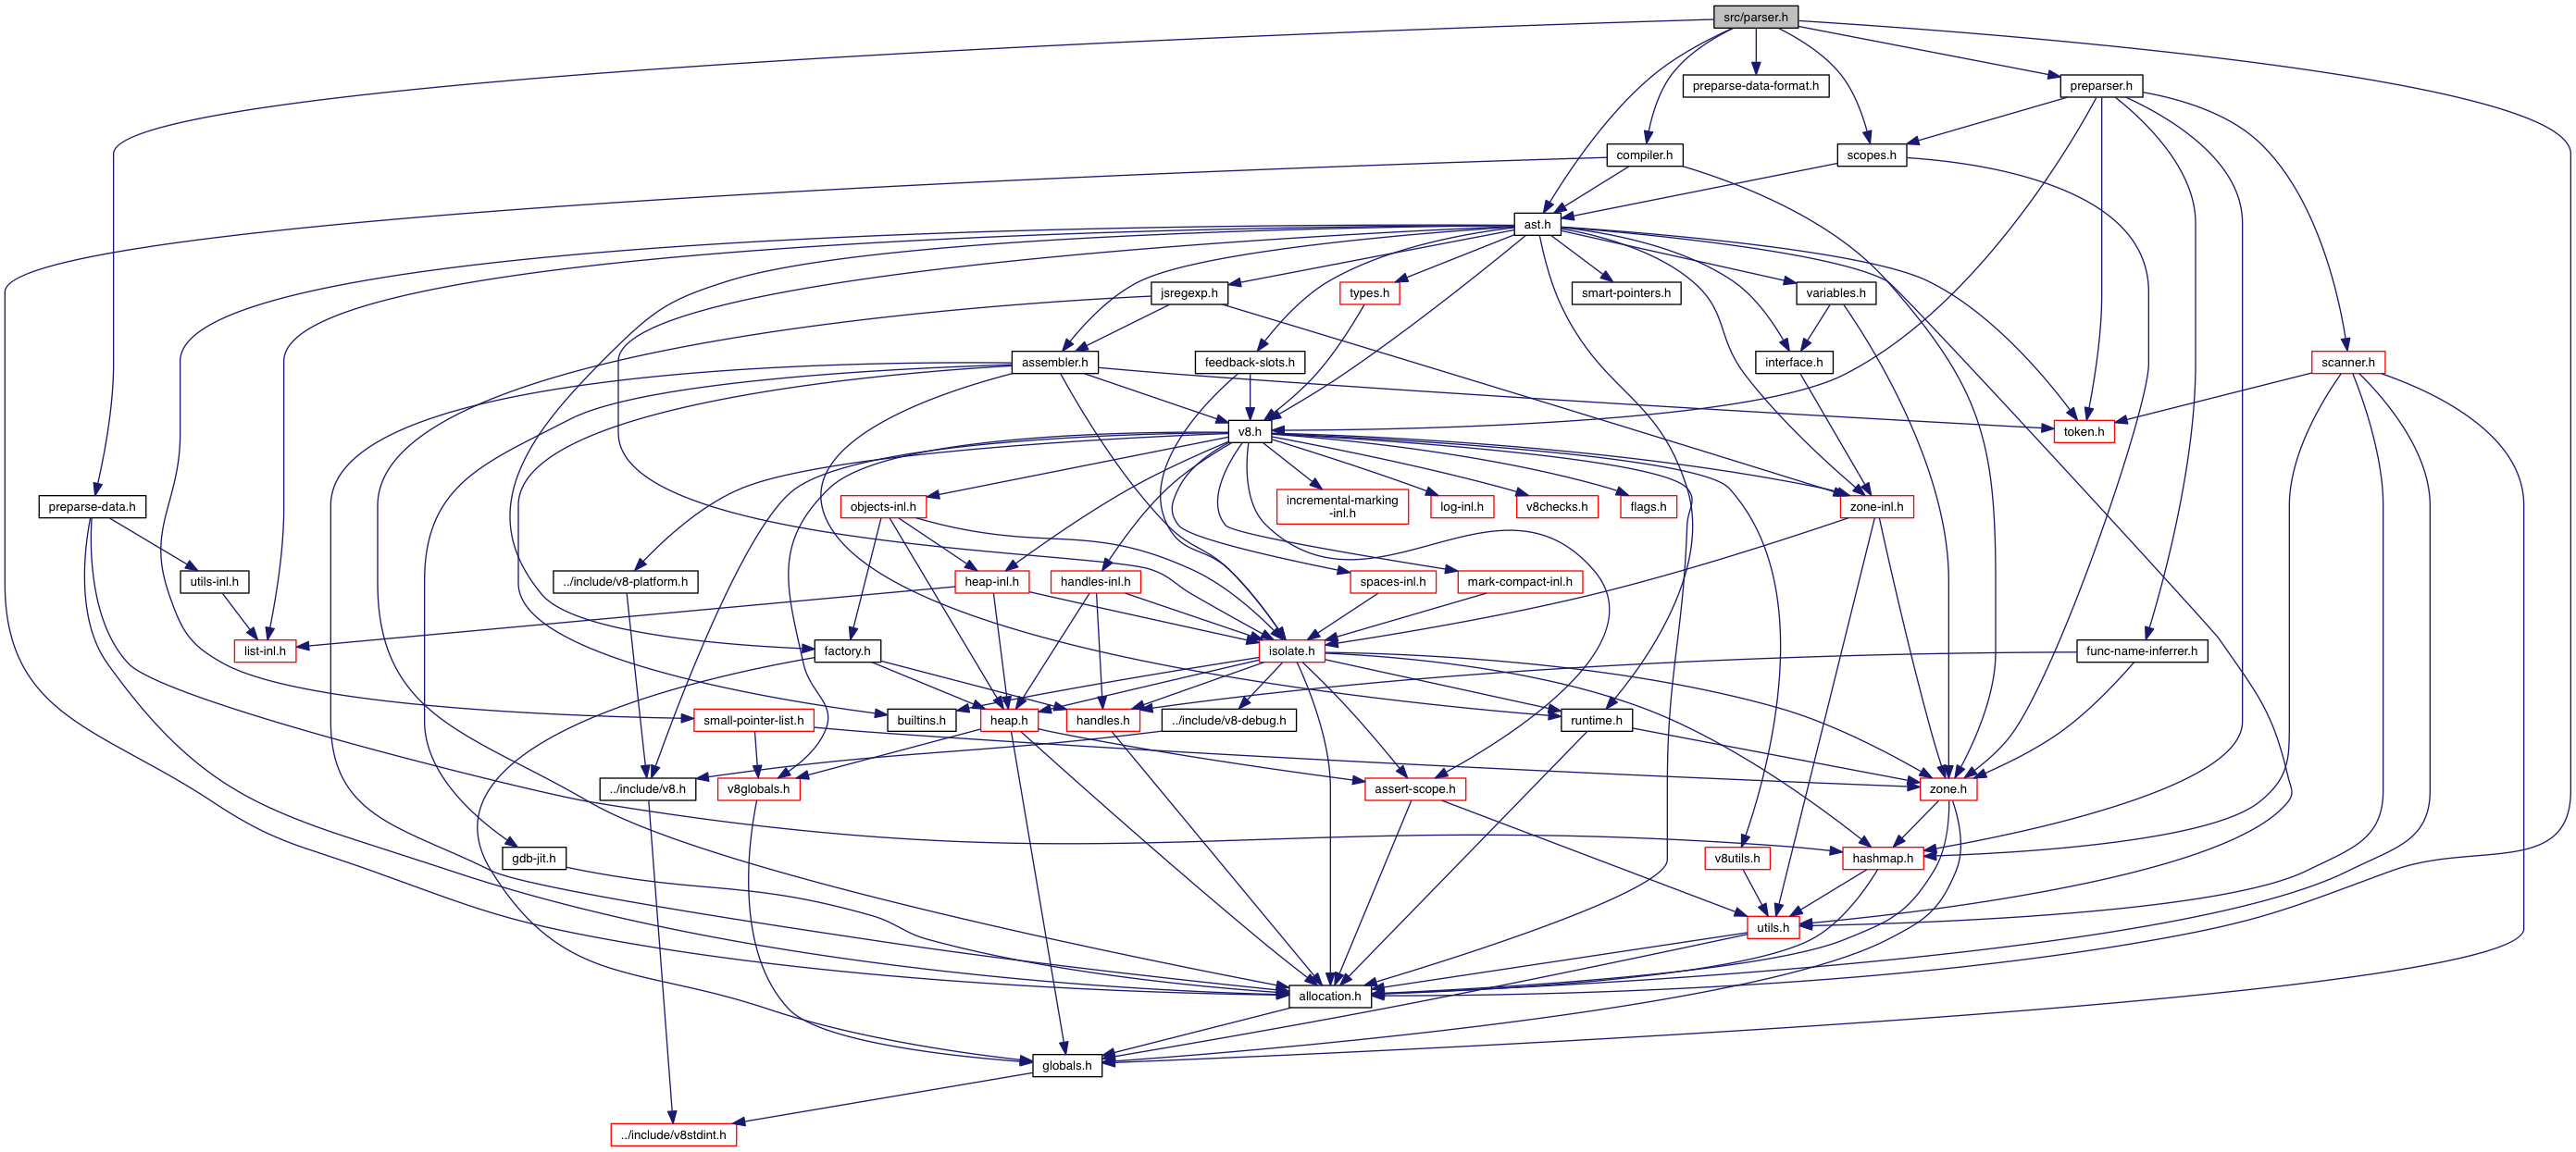 src/parser.h
preparse-data-format.h
preparser.h
compiler.h
scopes.h
ast.h
jsregexp.h
types.h
smart-pointers.h
variables.h
assembler.h
feedback-slots.h
interface.h
scanner.h
v8.h
token.h
preparse-data.h
objects-inl.h
incremental-marking
-inl.h
log-inl.h
v8checks.h
flags.h
zone-inl.h
utils-inl.h
../include/v8-platform.h
heap-inl.h
handles-inl.h
spaces-inl.h
mark-compact-inl.h
list-inl.h
factory.h
isolate.h
func-name-inferrer.h
small-pointer-list.h
builtins.h
heap.h
handles.h
../include/v8-debug.h
runtime.h
../include/v8.h
v8globals.h
assert-scope.h
zone.h
gdb-jit.h
v8utils.h
hashmap.h
utils.h
allocation.h
globals.h
../include/v8stdint.h